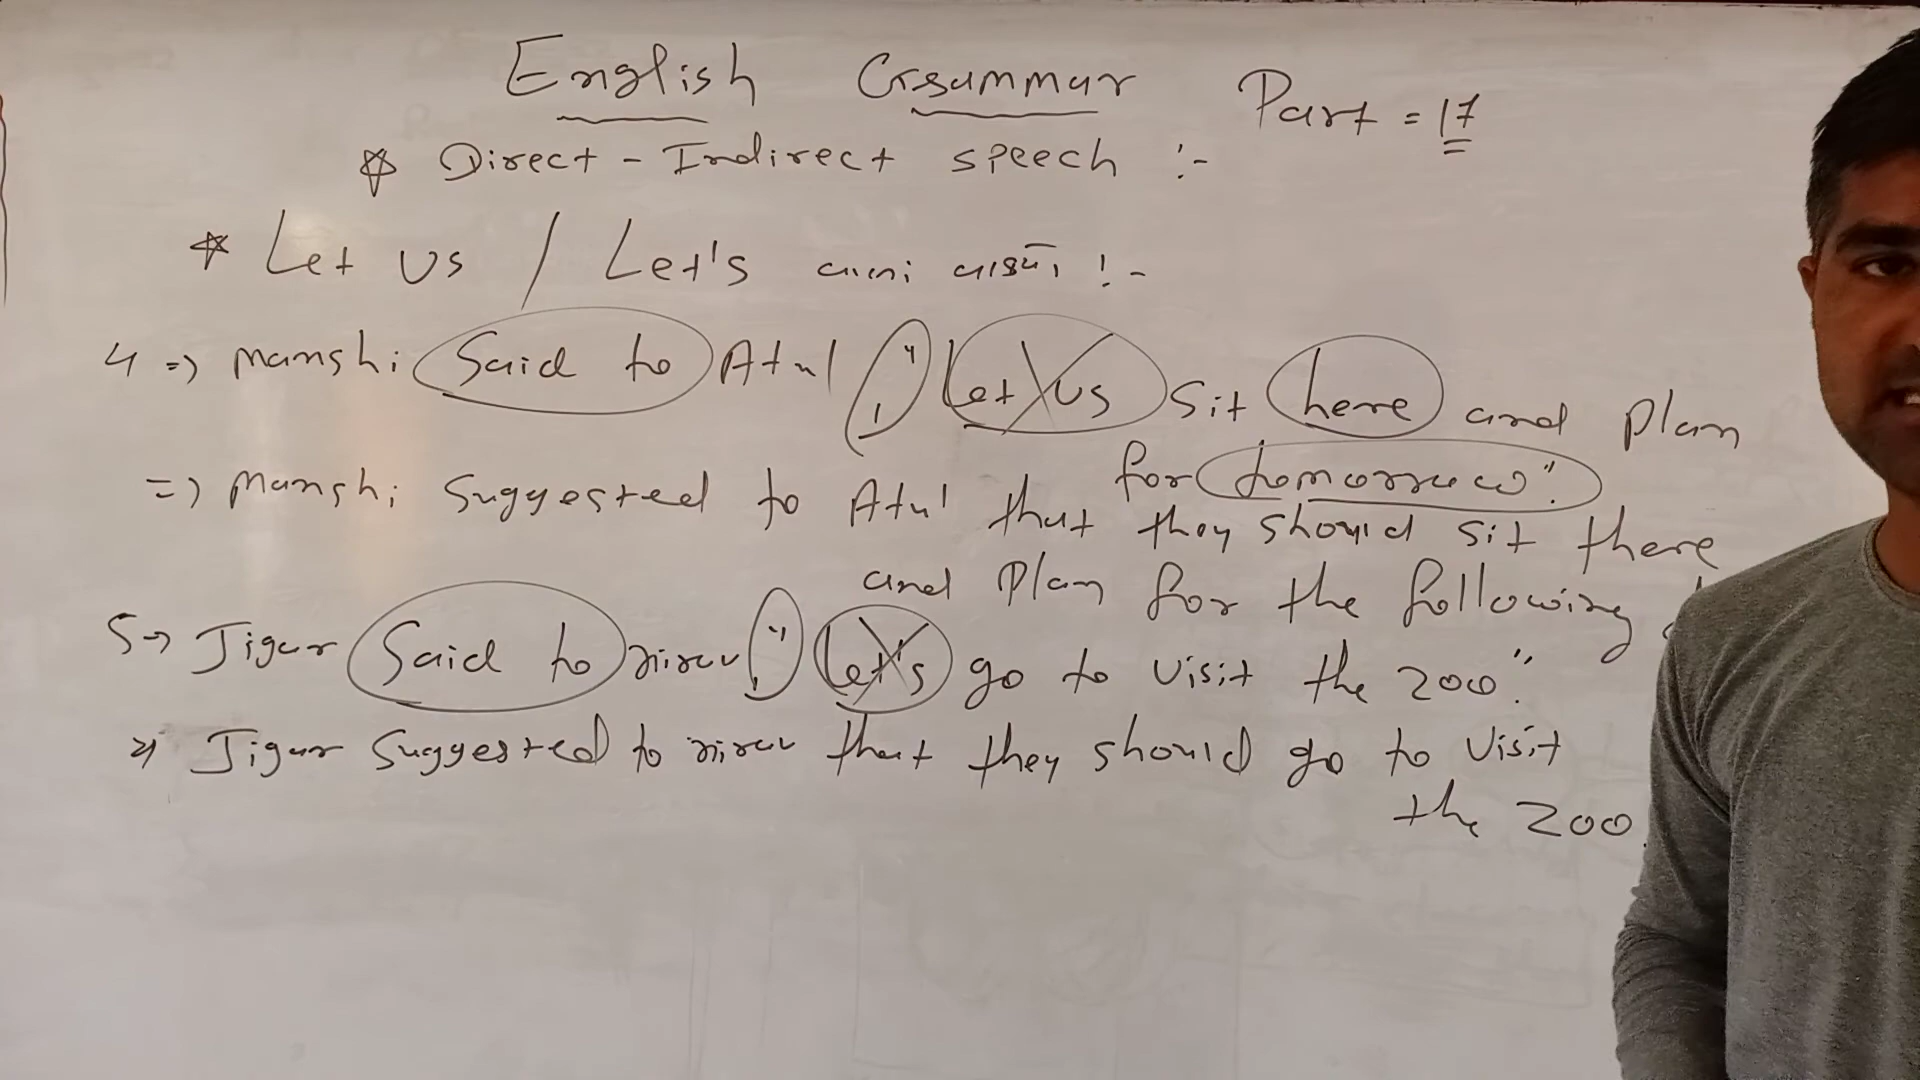 English Grammar Part = 17
☆ Direct - Indirect speech :-
* Let us / Let's વાળાં વાક્યો :-
4 => Manshi Said to Atul, "Let us Sit here and Plan
for tomorrow".
=> Manshi Suggested to Atul that they should sit there
and Plan for the following
5 → Jigar Said to nirav, "Let's go to visit the zoo".
=> Jigar Suggested to nirav that they should go to visit
the zoo.